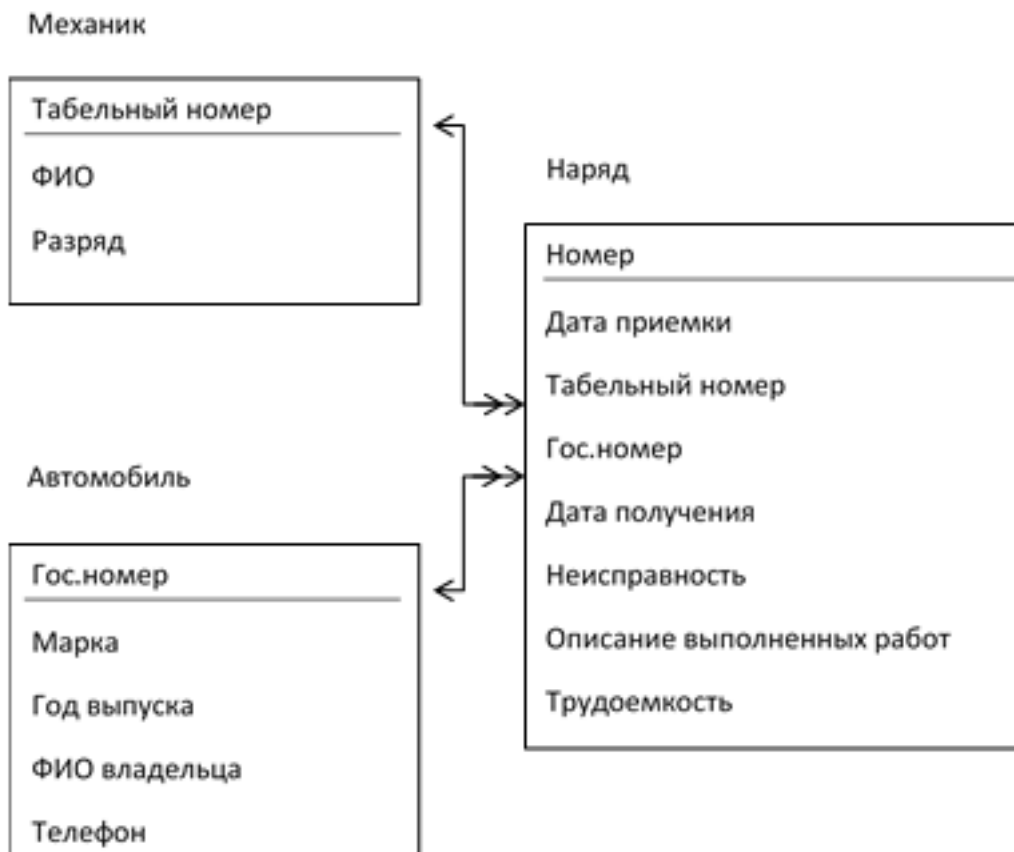 Механик
Табельный номер
ФИО
Разряд
Наряд
Номер
Дата приемки
Табельный номер
Гос.номер
Дата получения
Неисправность
Описание выполненных работ
Трудоемкость
Автомобиль
Гос.номер
Марка
Год выпуска
ФИО владельца
Телефон